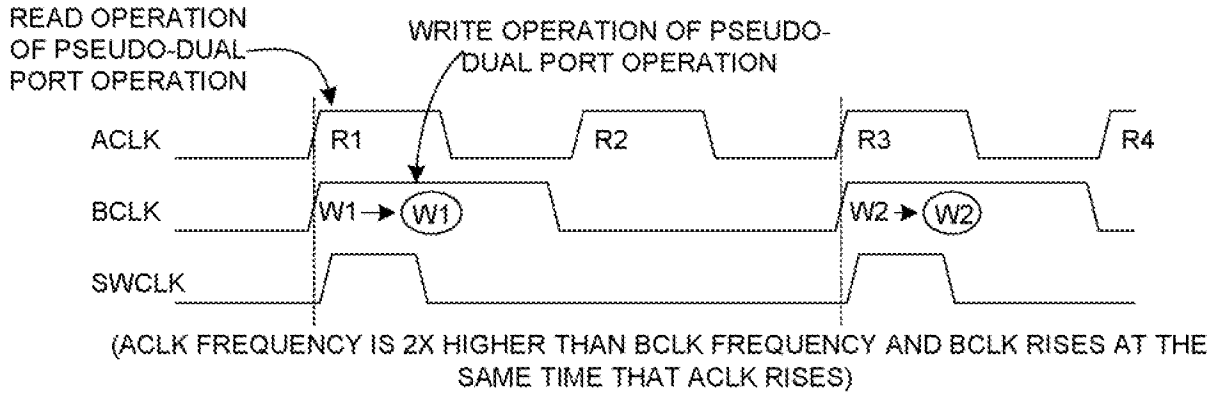 READ OPERATION
OF PSEUDO-DUAL
PORT OPERATION
WRITE OPERATION OF PSEUDO-
DUAL PORT OPERATION
ACLK R1 R2 R3 R4
BCLK W1 W1 W2 W2
SWCLK
(ACLK FREQUENCY IS 2X HIGHER THAN BCLK FREQUENCY AND BCLK RISES AT THE
SAME TIME THAT ACLK RISES)